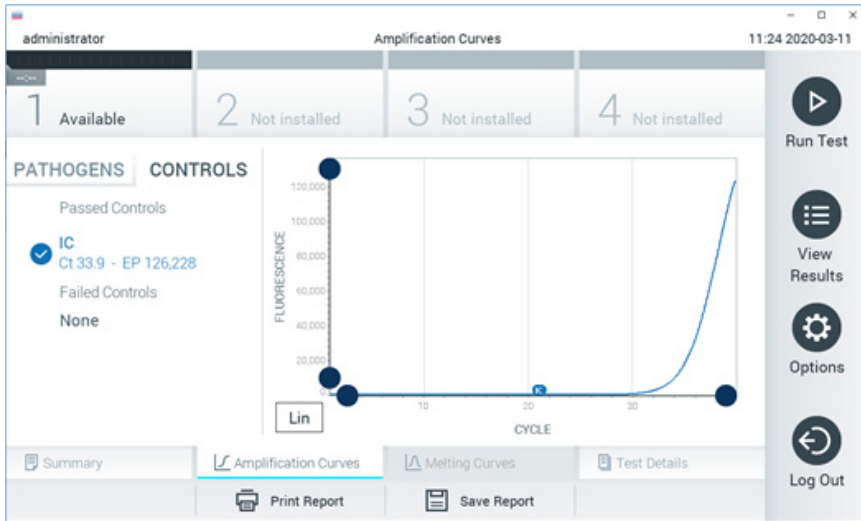 administrator
Amplification Curves
11:24 2020-03-11
--:--
1 Available
2 Not installed
3 Not installed
4 Not installed
Run Test
PATHOGENS
CONTROLS
Passed Controls
IC
Ct 33.9 - EP 126,228
Failed Controls
None
FLUORESCENCE
120,000
100,000
80,000
60,000
40,000
20,000
0
IC
10
30
CYCLE
Lin
View
Results
Options
Log Out
Summary
Amplification Curves
Melting Curves
Test Details
Print Report
Save Report